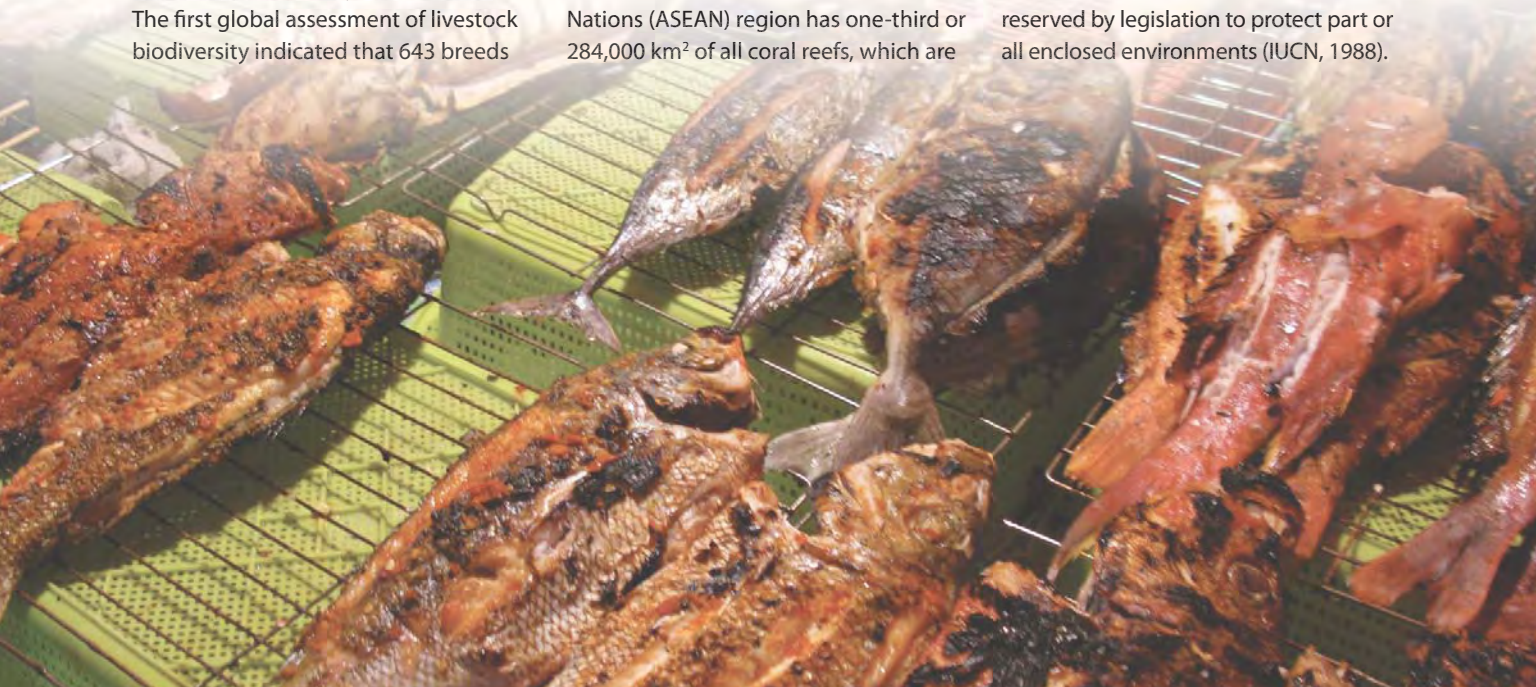 The first global assessment of livestock
biodiversity indicated that 643 breeds
Nations (ASEAN) region has one-third or
284,000 km² of all coral reefs, which are
reserved by legislation to protect part or
all enclosed environments (IUCN, 1988).